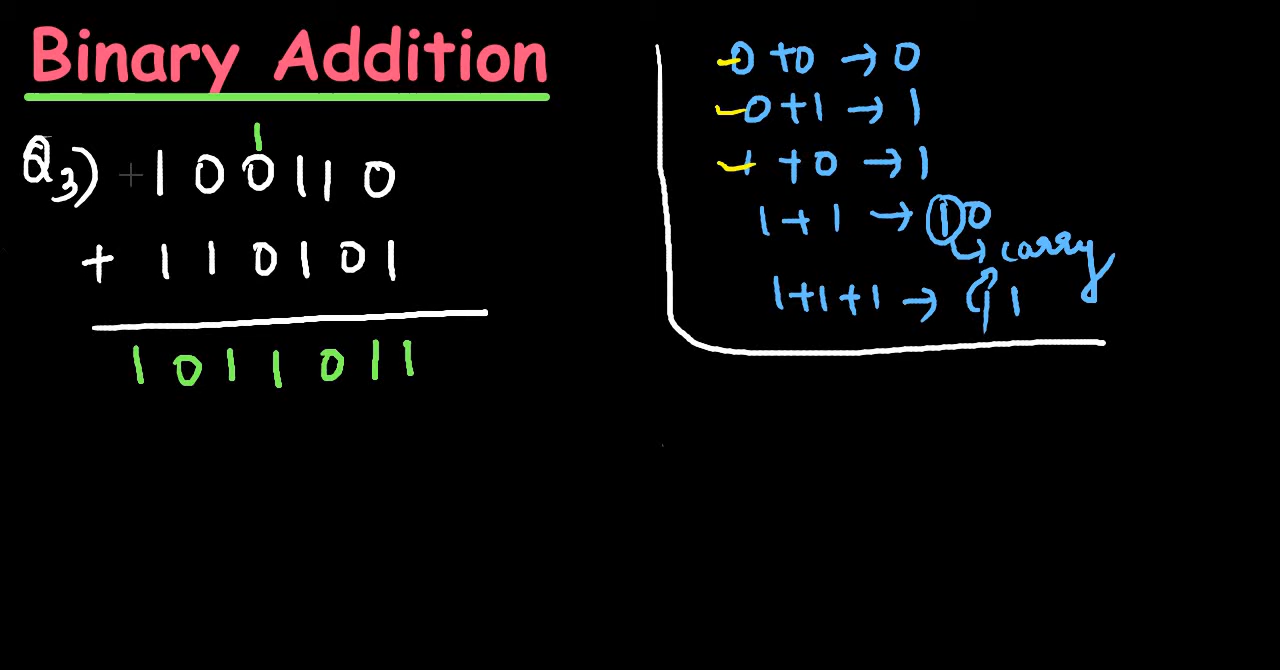 Binary Addition
1
Q3) 1 0 0 1 1 0
+ 1 1 0 1 0 1
1 0 1 1 0 1 1
0 + 0 → 0
0 + 1 → 1
1 + 0 → 1
1 + 1 → 1 0
carry
1 + 1 + 1 → 1 1